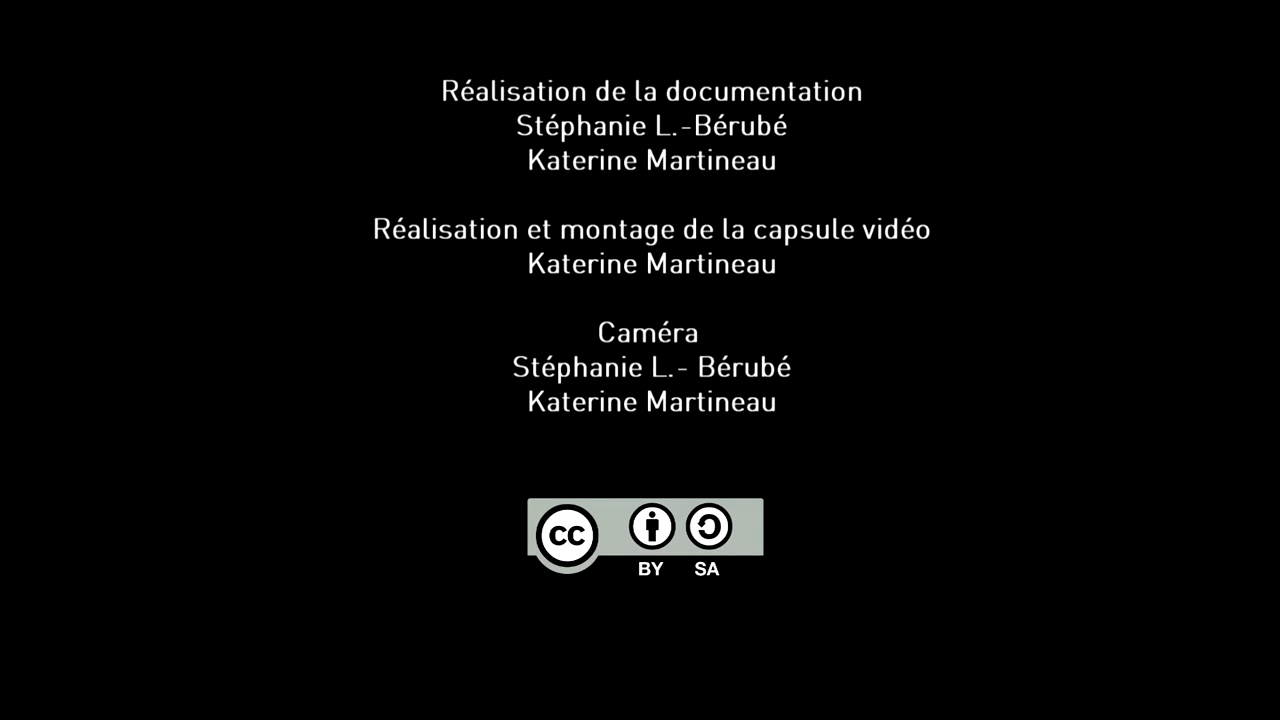 Réalisation de la documentation
Stéphanie L.-Bérubé
Katerine Martineau
Réalisation et montage de la capsule vidéo
Katerine Martineau
Caméra
Stéphanie L.- Bérubé
Katerine Martineau
CC
BY SA